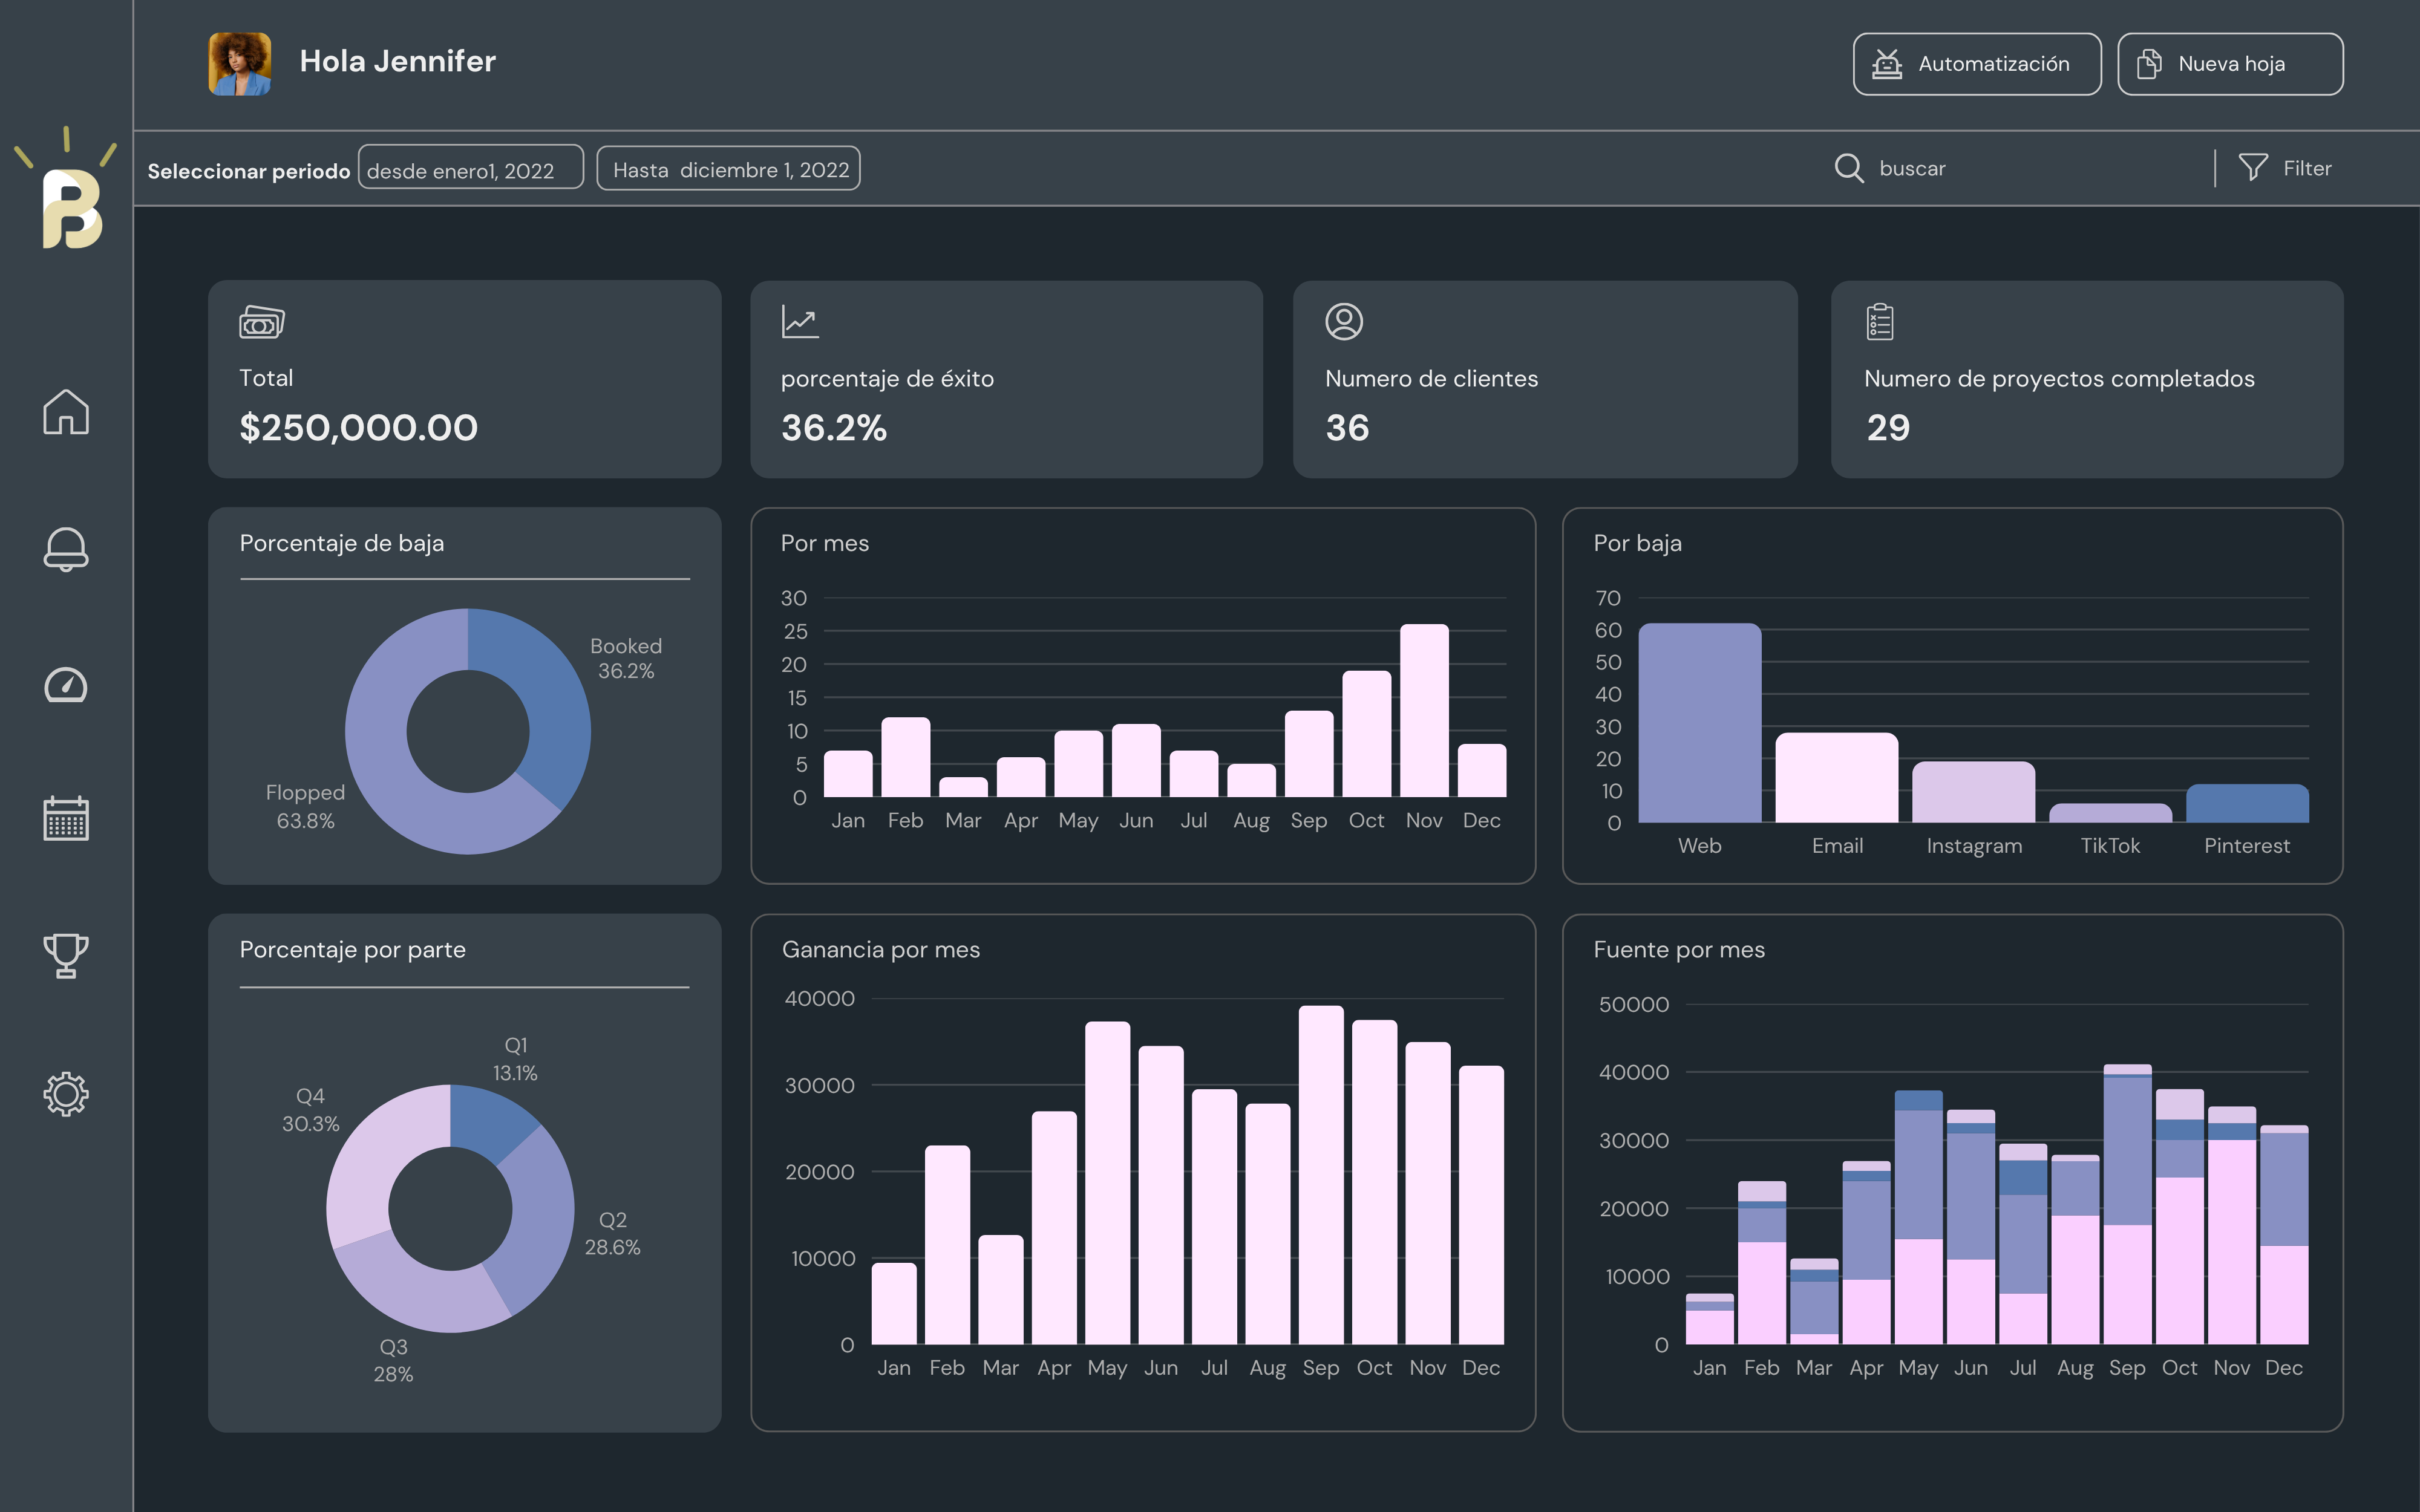 Hola Jennifer
Automatización
Nueva hoja
Seleccionar periodo
desde enero1, 2022
Hasta diciembre 1, 2022
buscar
Filter
B
Total
$250,000.00
porcentaje de éxito
36.2%
Numero de clientes
36
Numero de proyectos completados
29
Porcentaje de baja
Booked
36.2%
Flopped
63.8%
Por mes
30
25
20
15
10
5
0
Jan Feb Mar Apr May Jun Jul Aug Sep Oct Nov Dec
Por baja
70
60
50
40
30
20
10
0
Web Email Instagram TikTok Pinterest
Porcentaje por parte
Q1
13.1%
Q4
30.3%
Q2
28.6%
Q3
28%
Ganancia por mes
40000
30000
20000
10000
0
Jan Feb Mar Apr May Jun Jul Aug Sep Oct Nov Dec
Fuente por mes
50000
40000
30000
20000
10000
0
Jan Feb Mar Apr May Jun Jul Aug Sep Oct Nov Dec